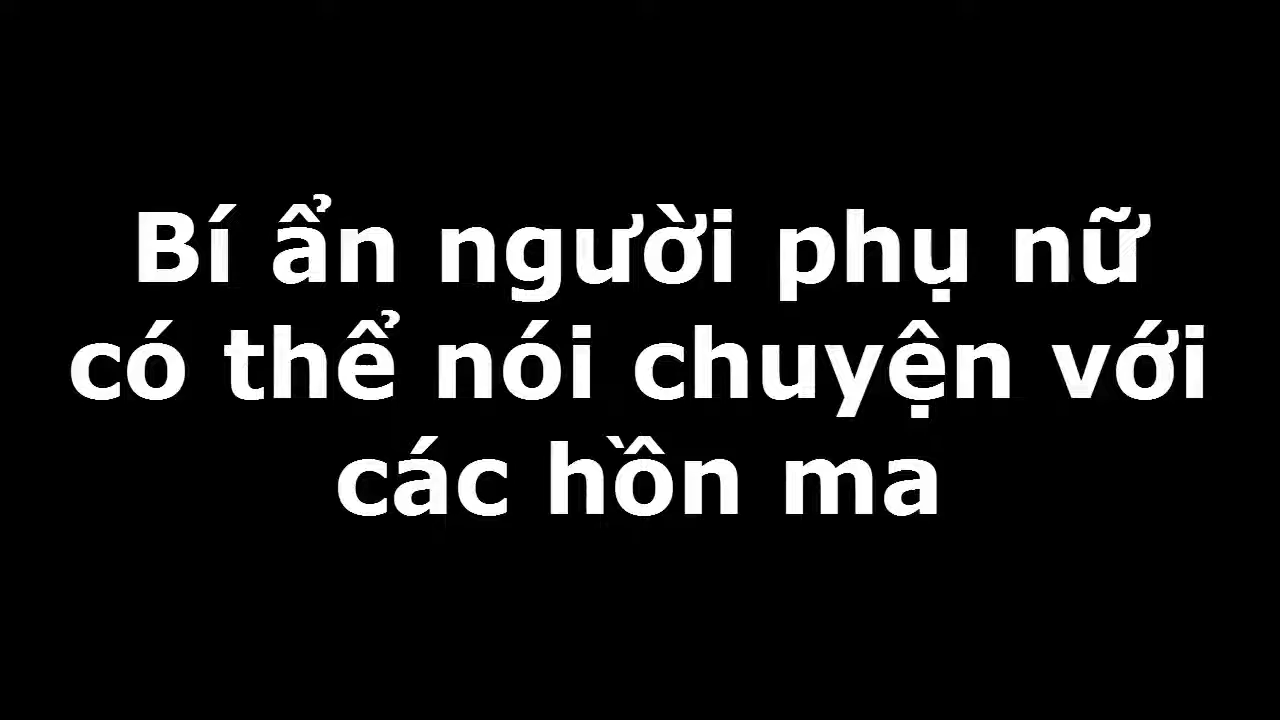 Bí ẩn người phụ nữ
có thể nói chuyện với
các hồn ma